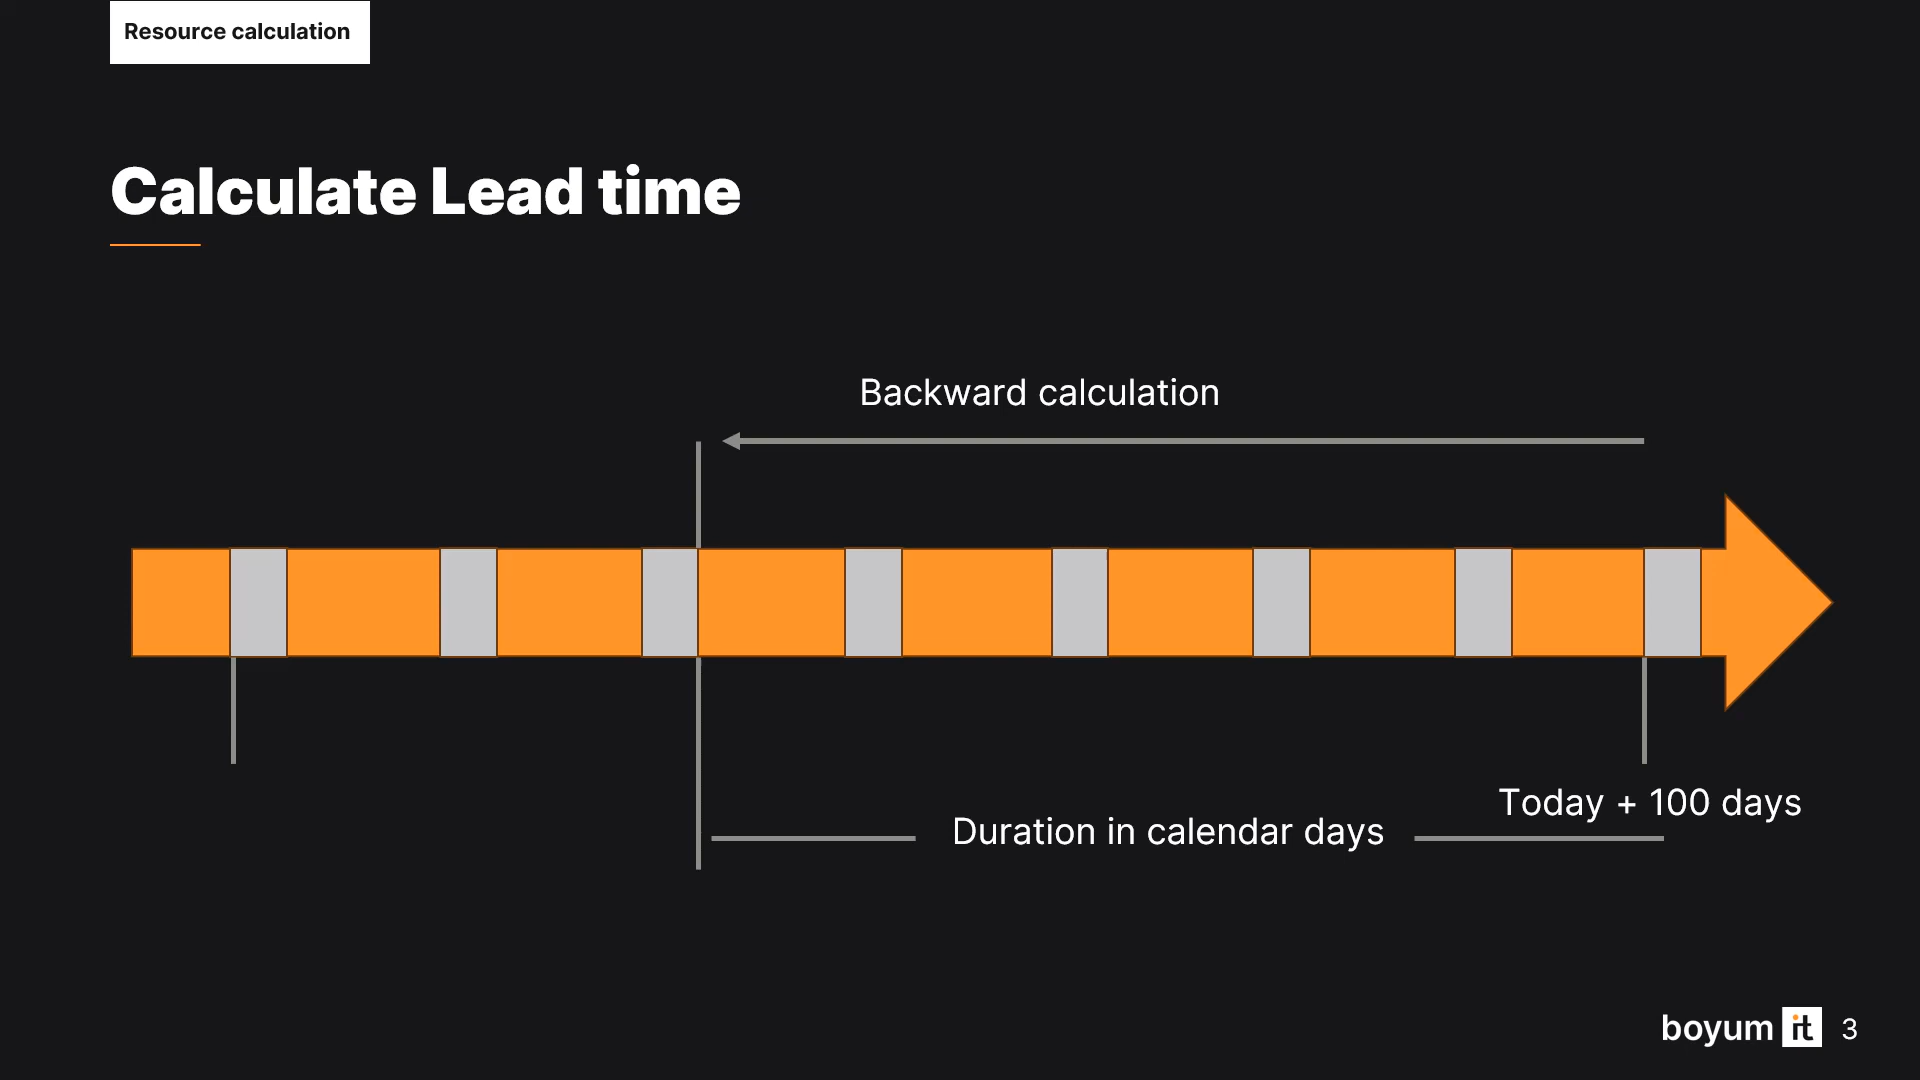 Resource calculation
Calculate Lead time
Backward calculation
Today + 100 days
Duration in calendar days
boyum it 3